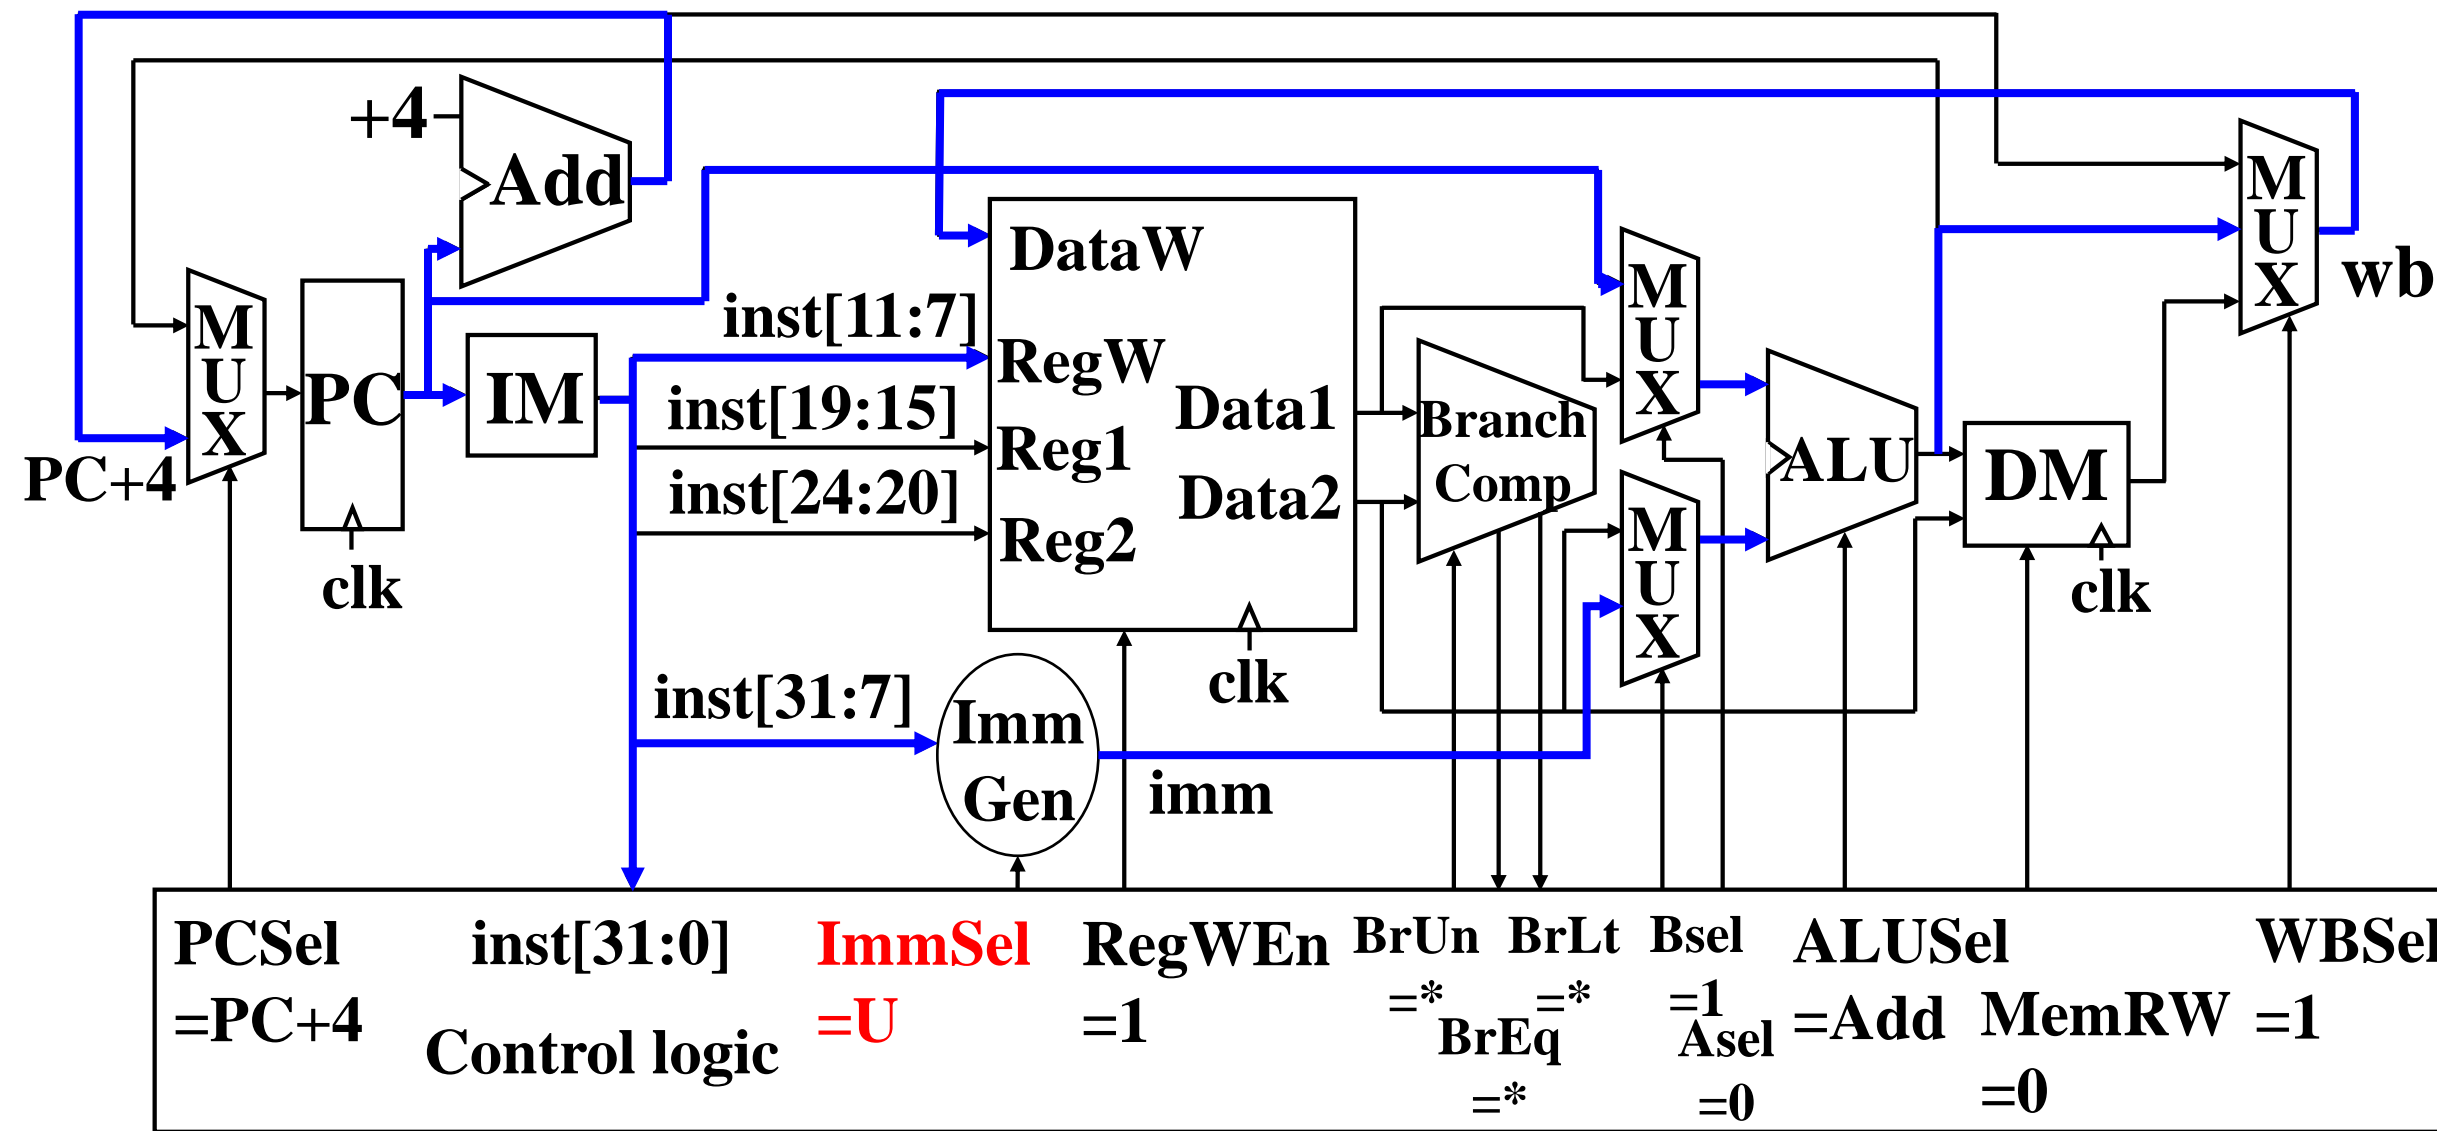 +4
Add
M
U
X
PC
clk
PC+4
IM
inst[11:7]
inst[19:15]
inst[24:20]
inst[31:7]
DataW
RegW
Reg1
Reg2
Data1
Data2
clk
Imm
Gen
imm
Branch
Comp
M
U
X
M
U
X
ALU
DM
clk
M
U
X
wb
PCSel
=PC+4
inst[31:0]
Control logic
ImmSel
=U
RegWEn
=1
BrUn
=*
BrLt
=*
BrEq
=*
Bsel
=1
Asel
=0
ALUSel
=Add
MemRW
=0
WBSel
=1